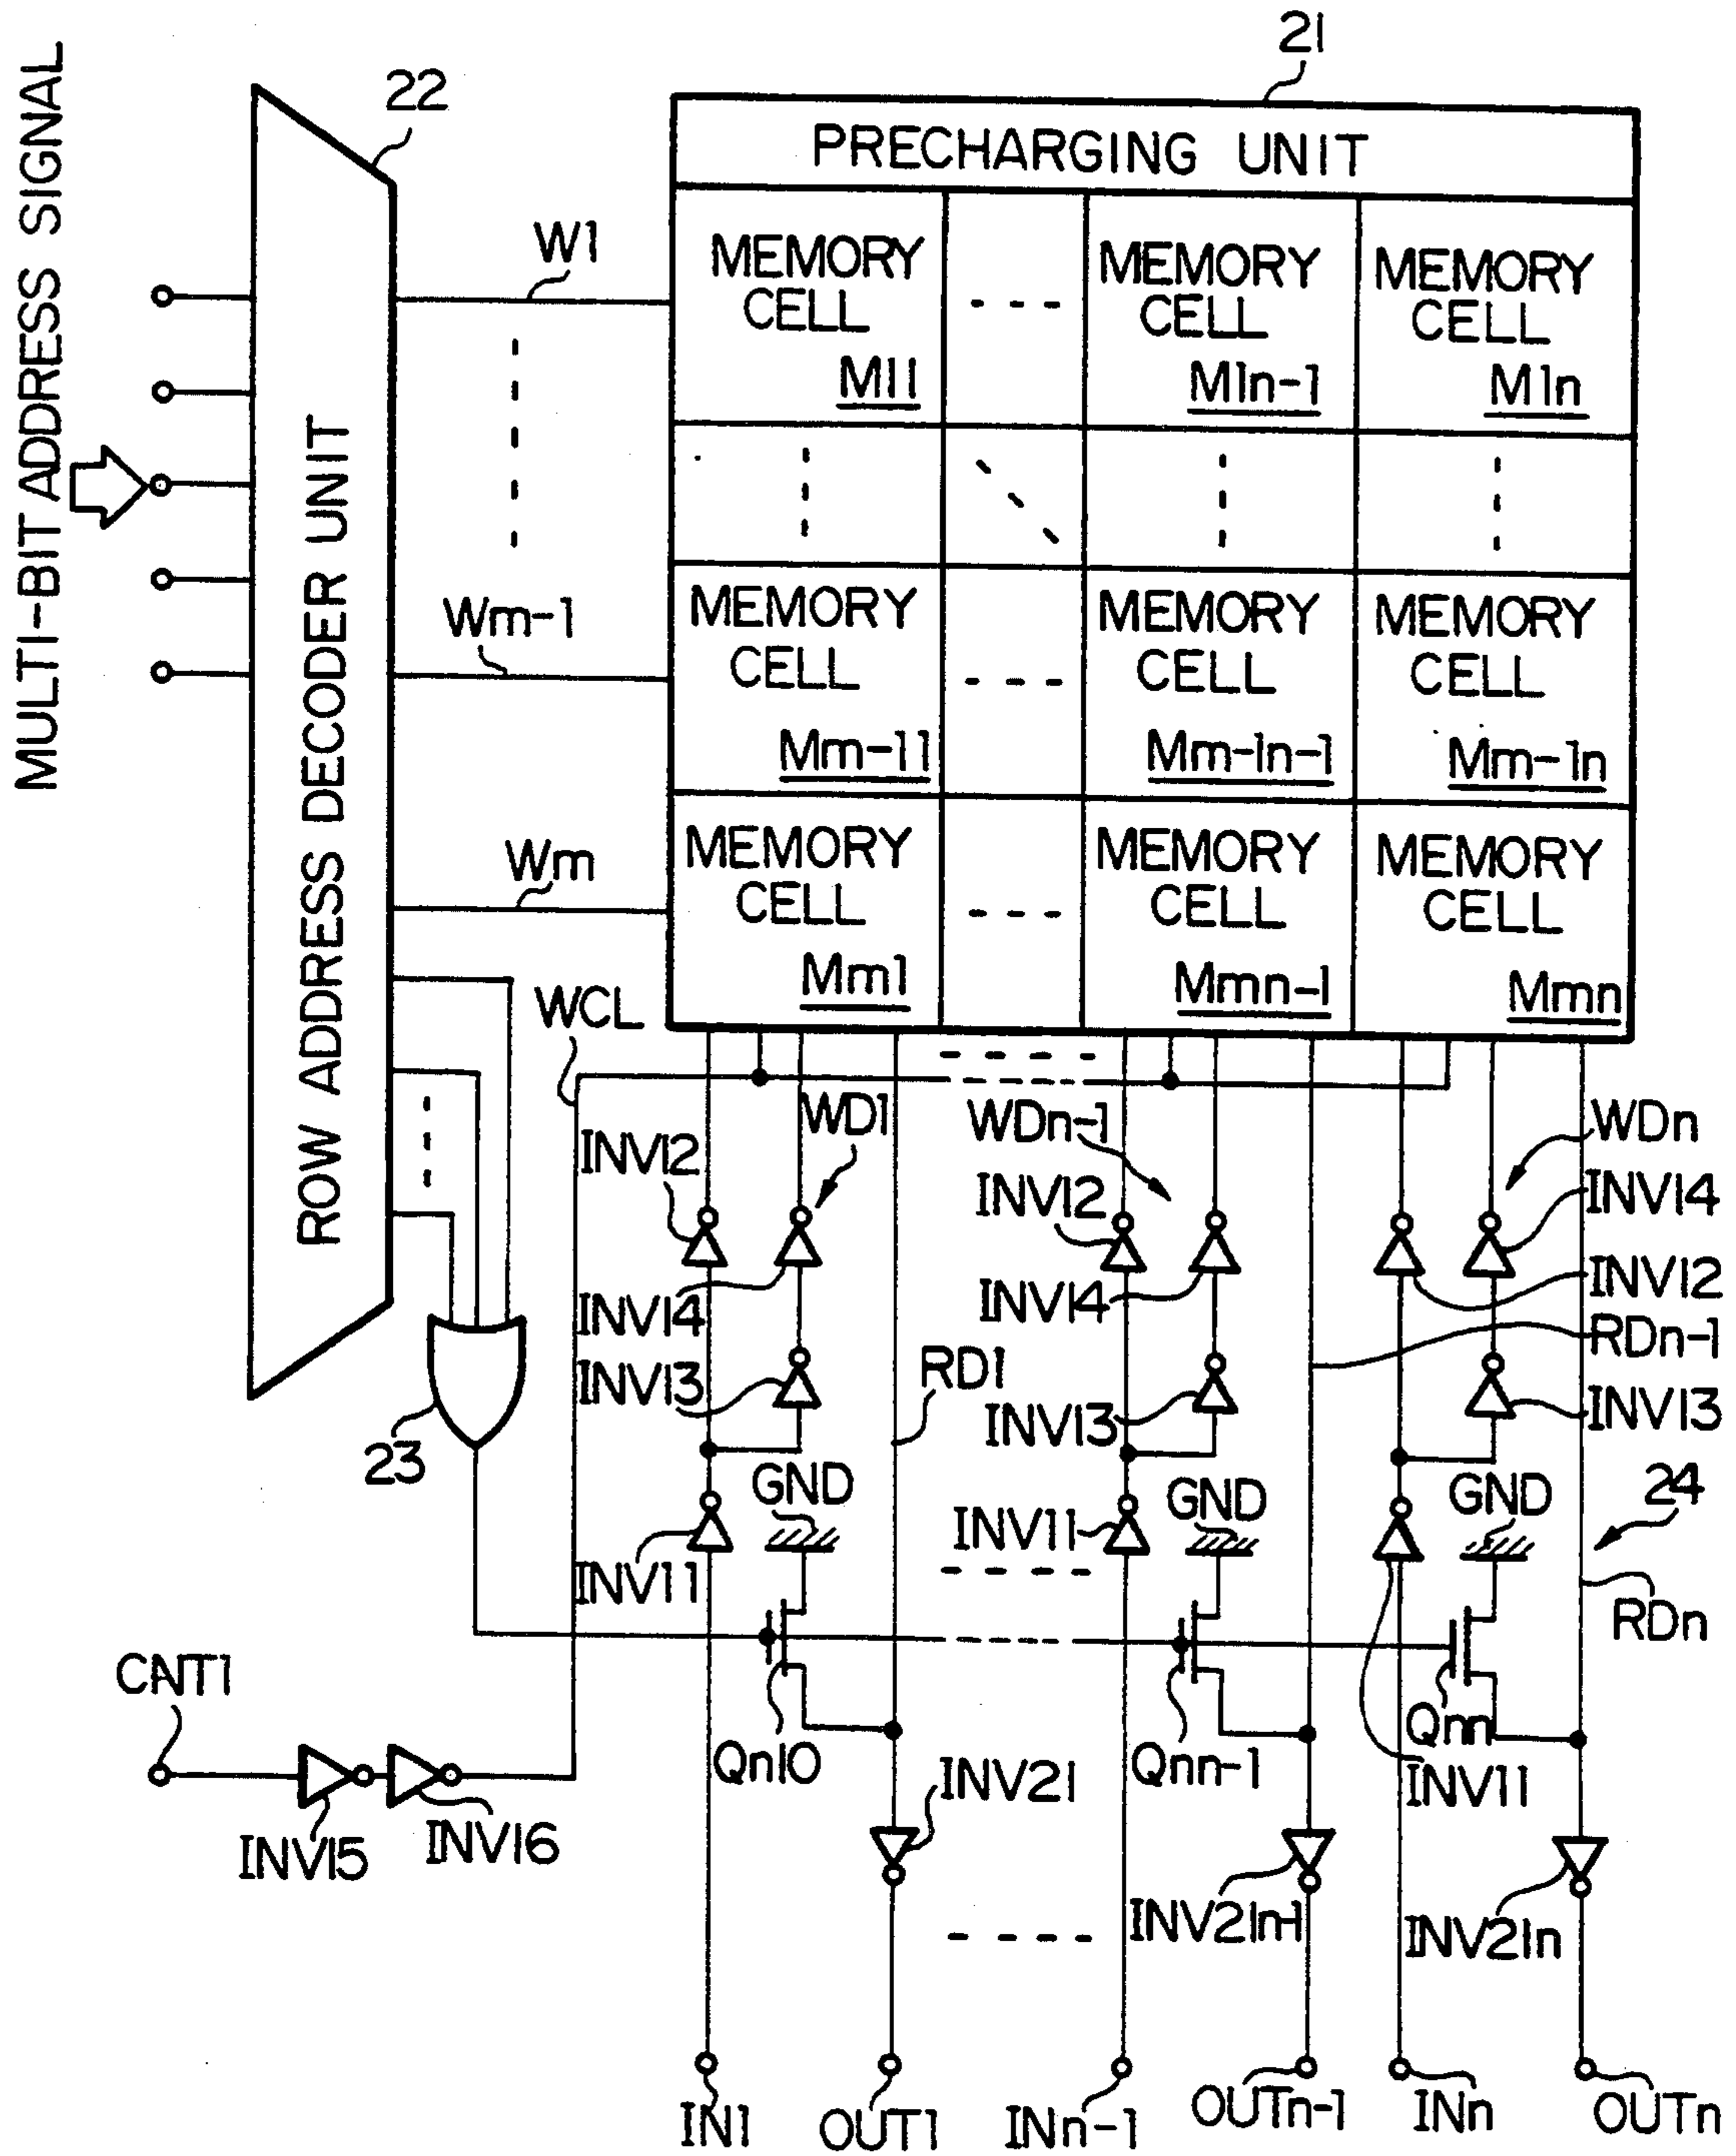 MULTI-BIT ADDRESS SIGNAL
22
ROW ADDRESS DECODER UNIT
21
PRECHARGING UNIT
W1
MEMORY CELL
M11
MEMORY CELL
M1n-1
MEMORY CELL
M1n
Wm-1
MEMORY CELL
Mm-11
MEMORY CELL
Mm-1n-1
MEMORY CELL
Mm-1n
Wm
MEMORY CELL
Mm1
MEMORY CELL
Mmn-1
MEMORY CELL
Mmn
WCL
WD1
WDn-1
WDn
INV12
INV12
INV14
INV14
INV14
INV12
INV13
RD1
INV13
RDn-1
INV13
23
GND
GND
GND
24
INV11
INV11
RDn
CNT1
Qn10
Qnn-1
Qnn
INV11
INV15
INV16
INV21
INV21n-1
INV21n
IN1
OUT1
INn-1
OUTn-1
INn
OUTn